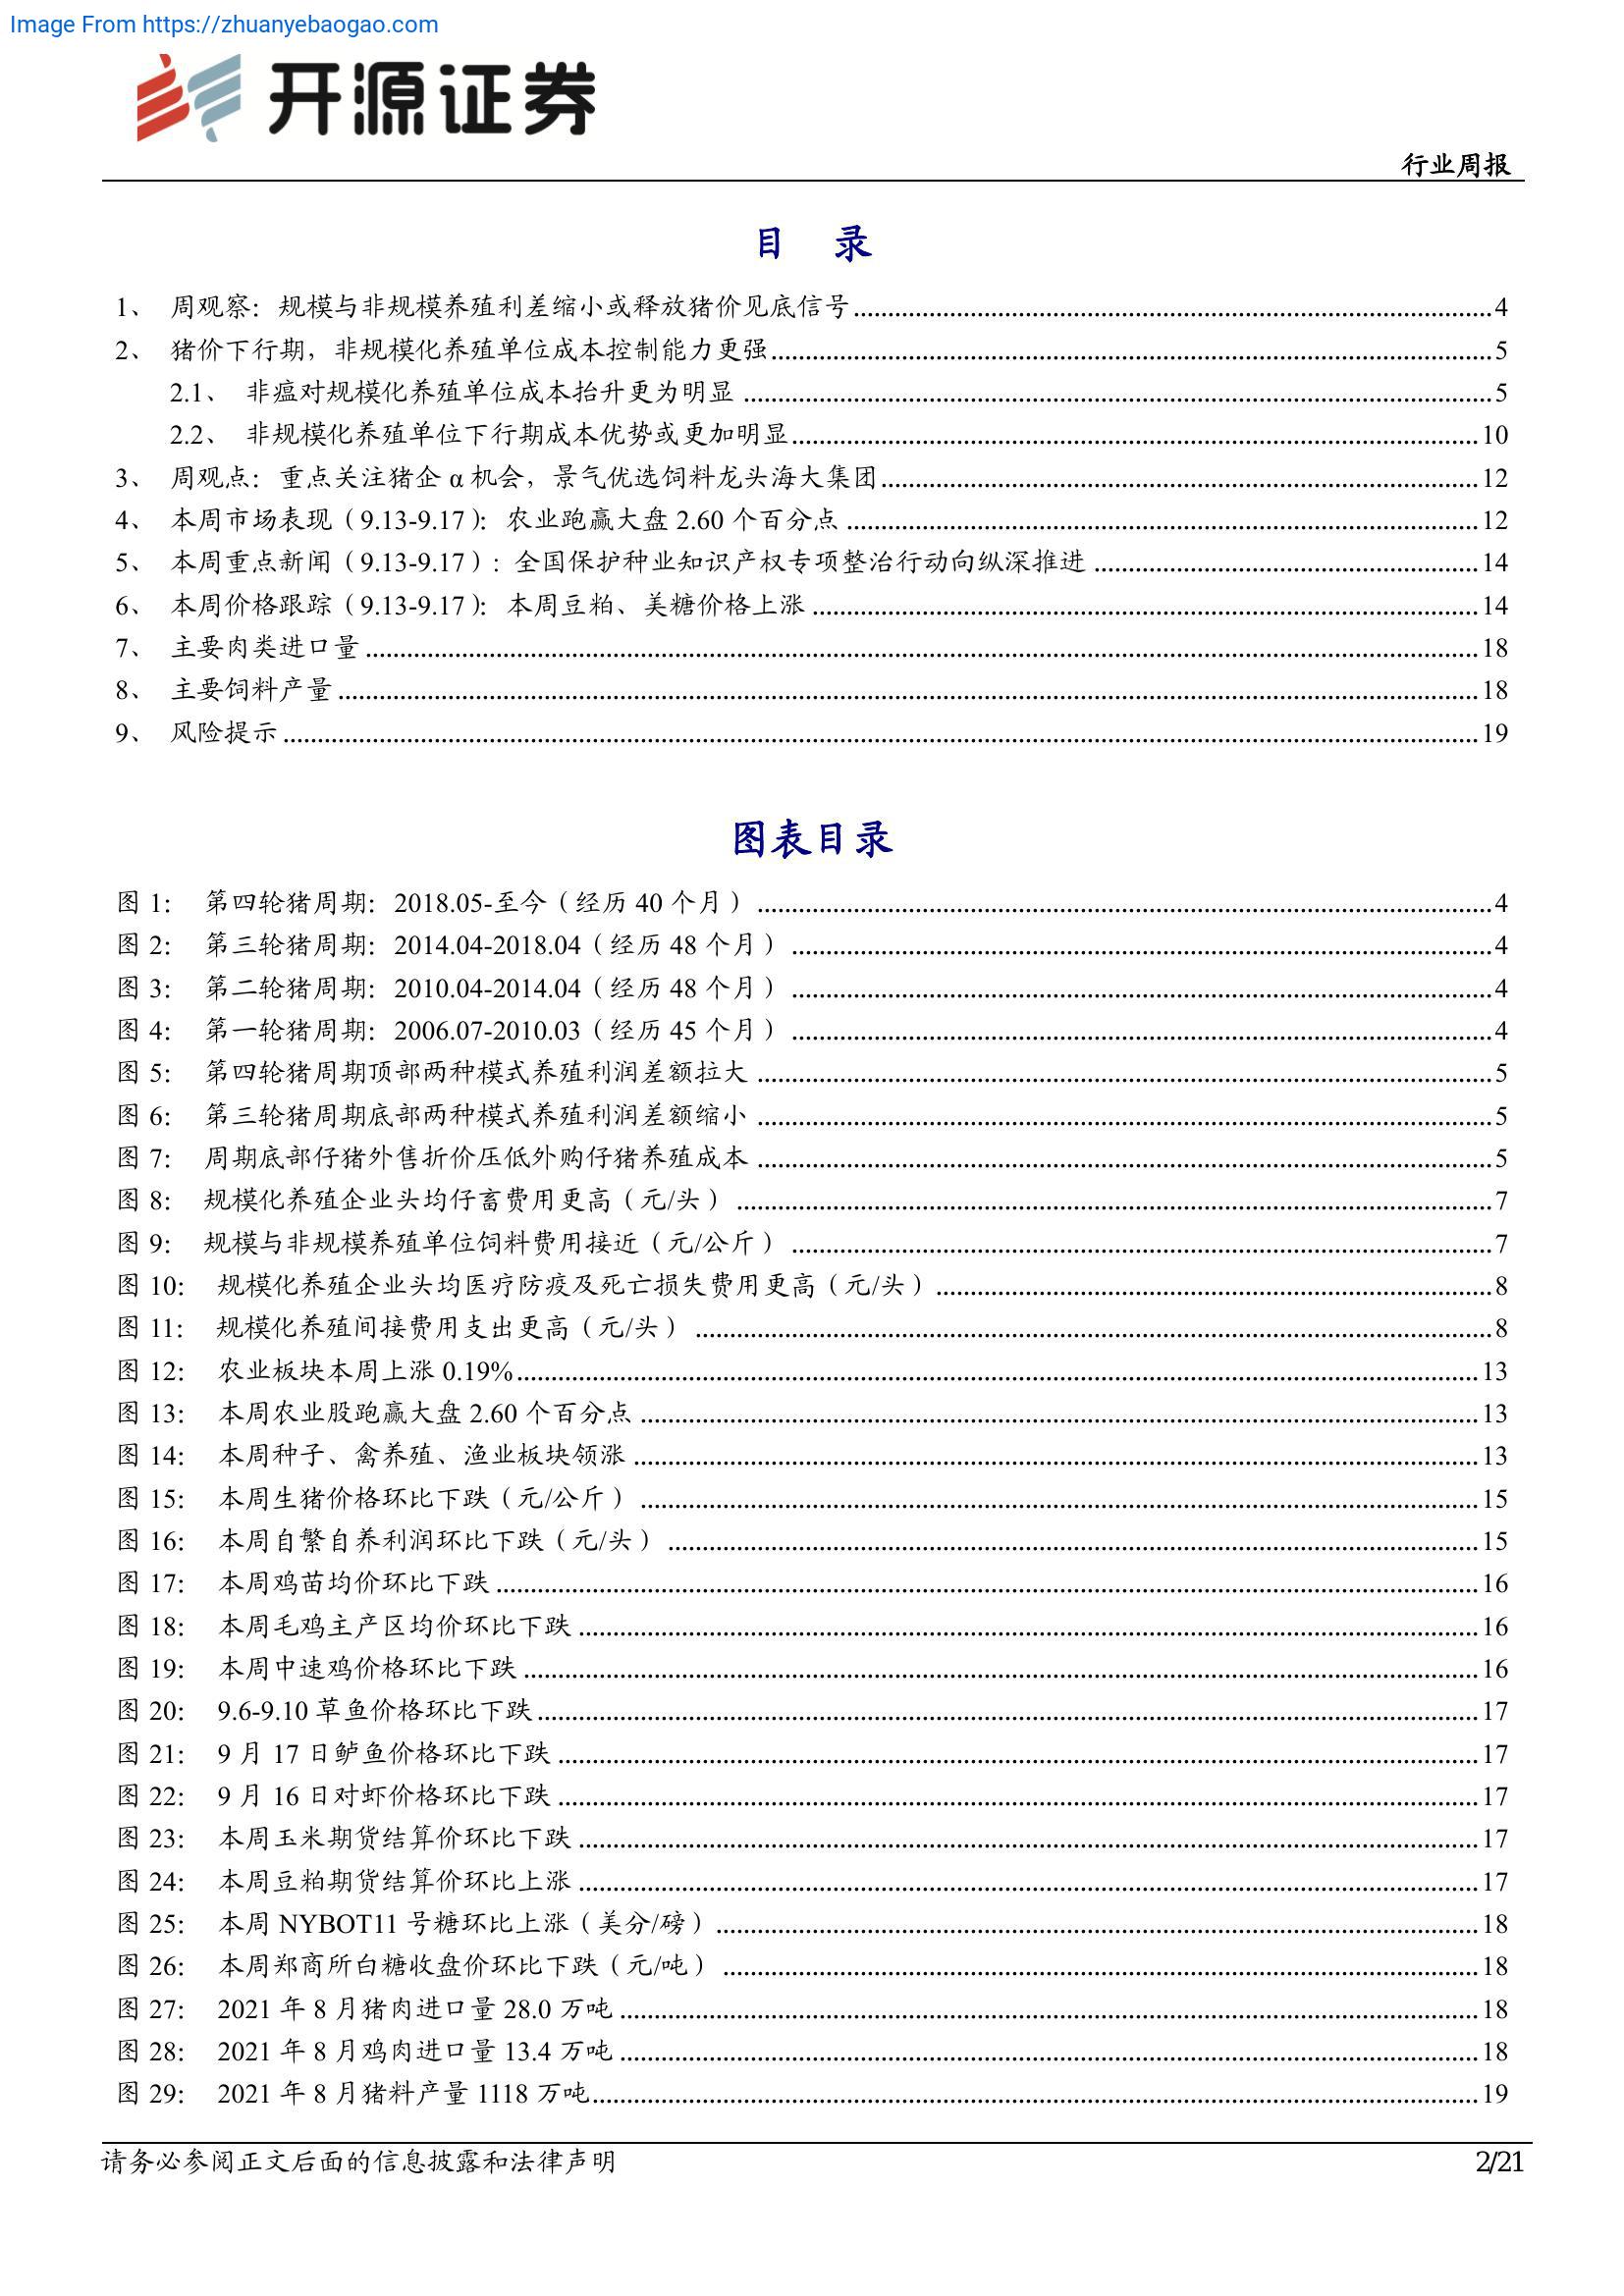 Image From https://zhuanyebaogao.com
开源证券
行业周报
目 录
1、 周观察：规模与非规模养殖利差缩小或释放猪价见底信号........4
2、 猪价下行期，非规模化养殖单位成本控制能力更强........5
2.1、 非瘟对规模化养殖单位成本抬升更为明显........5
2.2、 非规模化养殖单位下行期成本优势或更加明显........10
3、 周观点：重点关注猪企 α 机会，景气优选饲料龙头海大集团........12
4、 本周市场表现（9.13-9.17）：农业跑赢大盘 2.60 个百分点........12
5、 本周重点新闻（9.13-9.17）：全国保护种业知识产权专项整治行动向纵深推进........14
6、 本周价格跟踪（9.13-9.17）：本周豆粕、美糖价格上涨........14
7、 主要肉类进口量........18
8、 主要饲料产量........18
9、 风险提示........19
图表目录
图 1： 第四轮猪周期：2018.05-至今（经历 40 个月）........4
图 2： 第三轮猪周期：2014.04-2018.04（经历 48 个月）........4
图 3： 第二轮猪周期：2010.04-2014.04（经历 48 个月）........4
图 4： 第一轮猪周期：2006.07-2010.03（经历 45 个月）........4
图 5： 第四轮猪周期顶部两种模式养殖利润差额拉大........5
图 6： 第三轮猪周期底部两种模式养殖利润差额缩小........5
图 7： 周期底部仔猪外售折价压低外购仔猪养殖成本........5
图 8： 规模化养殖企业头均仔畜费用更高（元/头）........7
图 9： 规模与非规模养殖单位饲料费用接近（元/公斤）........7
图 10： 规模化养殖企业头均医疗防疫及死亡损失费用更高（元/头）........8
图 11： 规模化养殖间接费用支出更高（元/头）........8
图 12： 农业板块本周上涨 0.19%........13
图 13： 本周农业股跑赢大盘 2.60 个百分点........13
图 14： 本周种子、禽养殖、渔业板块领涨........13
图 15： 本周生猪价格环比下跌（元/公斤）........15
图 16： 本周自繁自养利润环比下跌（元/头）........15
图 17： 本周鸡苗均价环比下跌........16
图 18： 本周毛鸡主产区均价环比下跌........16
图 19： 本周中速鸡价格环比下跌........16
图 20： 9.6-9.10 草鱼价格环比下跌........17
图 21： 9 月 17 日鲈鱼价格环比下跌........17
图 22： 9 月 16 日对虾价格环比下跌........17
图 23： 本周玉米期货结算价环比下跌........17
图 24： 本周豆粕期货结算价环比上涨........17
图 25： 本周 NYBOT11 号糖环比上涨（美分/磅）........18
图 26： 本周郑商所白糖收盘价环比下跌（元/吨）........18
图 27： 2021 年 8 月猪肉进口量 28.0 万吨........18
图 28： 2021 年 8 月鸡肉进口量 13.4 万吨........18
图 29： 2021 年 8 月猪料产量 1118 万吨........19
请务必参阅正文后面的信息披露和法律声明
2/21